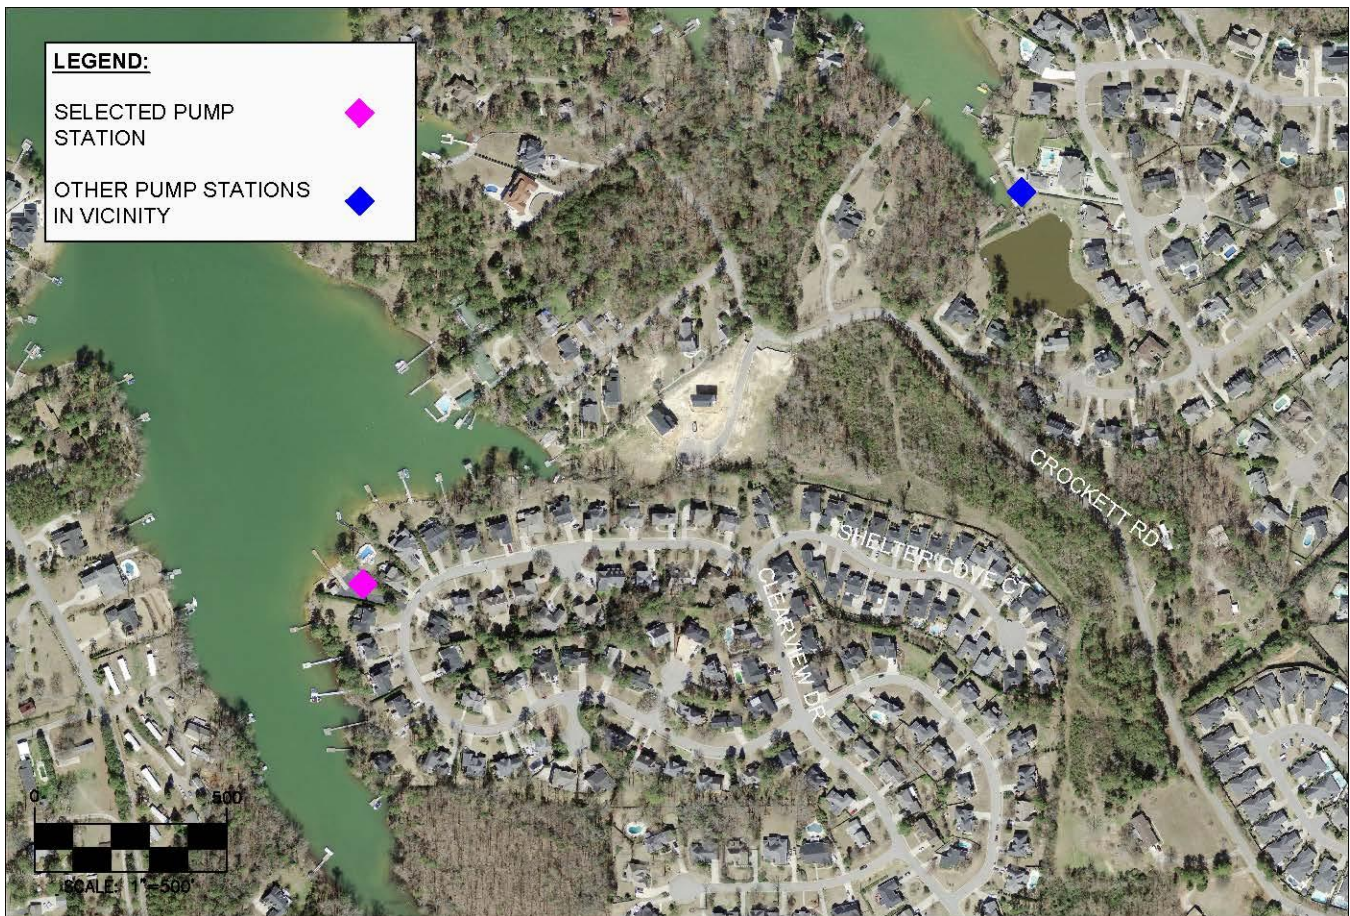 LEGEND:
SELECTED PUMP
STATION
OTHER PUMP STATIONS
IN VICINITY
CROCKETT RD
SHELTER COVE CT
CLEARVIEW DR
0 500
SCALE: 1"=500'